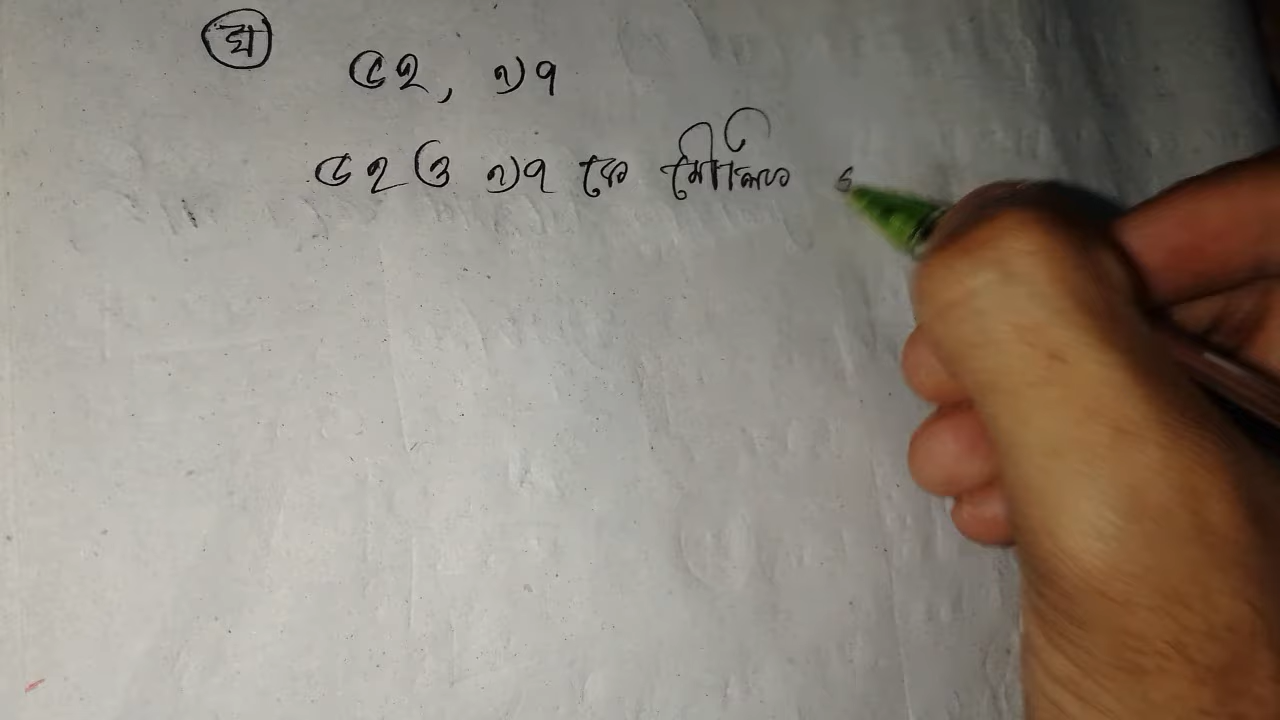 ঘ ৫২, ৯৭
৫২ ও ৯৭ কে মৌলিক